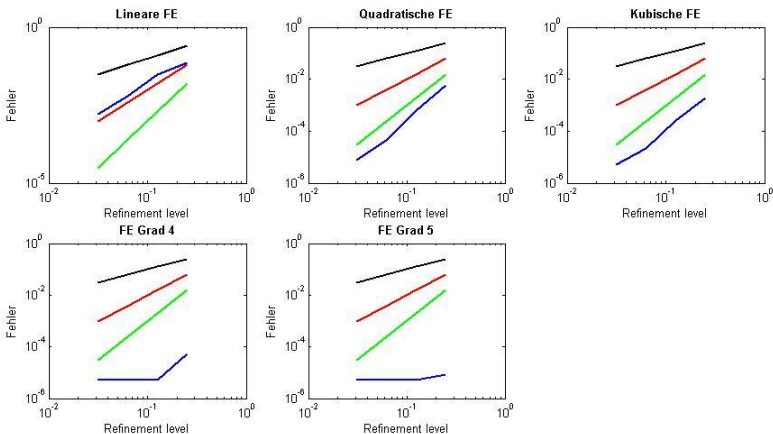 Lineare FE
Fehler
10^0
10^-5
10^-2 10^-1 10^0
Refinement level
Quadratische FE
Fehler
10^0
10^-2
10^-4
10^-6
10^-2 10^-1 10^0
Refinement level
Kubische FE
Fehler
10^0
10^-2
10^-4
10^-6
10^-2 10^-1 10^0
Refinement level
FE Grad 4
Fehler
10^0
10^-2
10^-4
10^-6
10^-2 10^-1 10^0
Refinement level
FE Grad 5
Fehler
10^0
10^-2
10^-4
10^-6
10^-2 10^-1 10^0
Refinement level